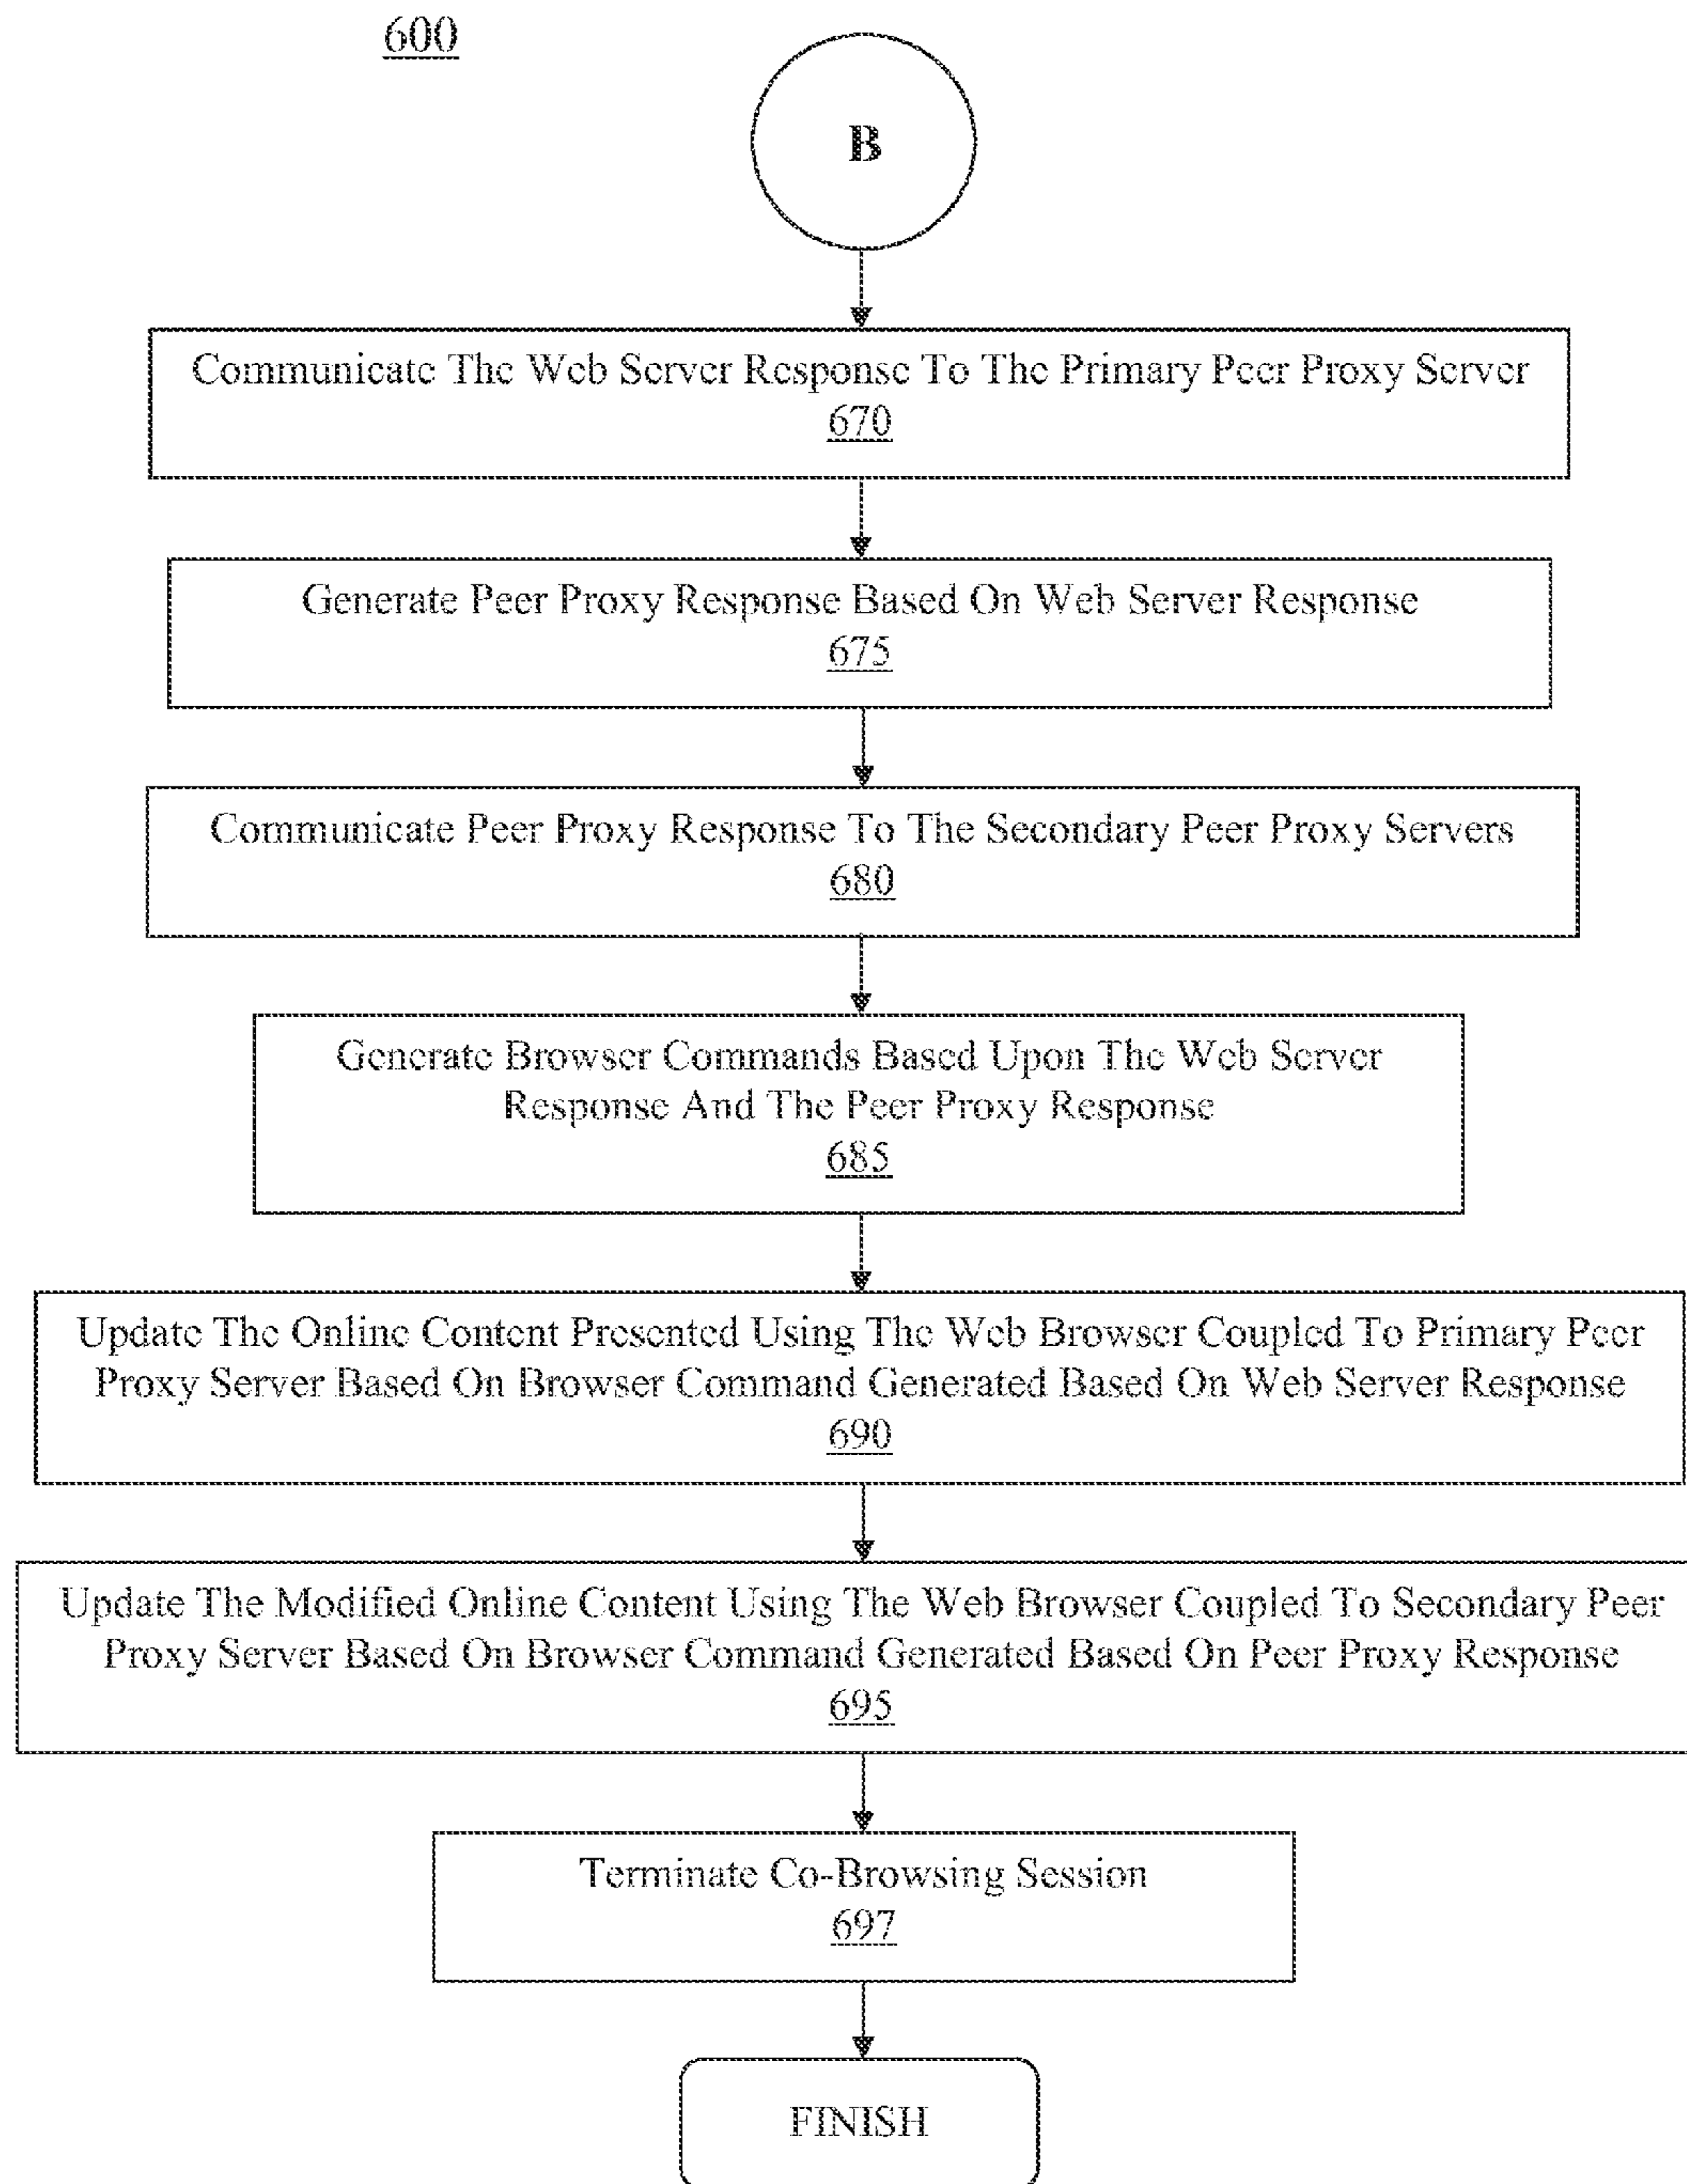 600
B
Communicate The Web Server Response To The Primary Peer Proxy Server
670
Generate Peer Proxy Response Based On Web Server Response
675
Communicate Peer Proxy Response To The Secondary Peer Proxy Servers
680
Generate Browser Commands Based Upon The Web Server
Response And The Peer Proxy Response
685
Update The Online Content Presented Using The Web Browser Coupled To Primary Peer
Proxy Server Based On Browser Command Generated Based On Web Server Response
690
Update The Modified Online Content Using The Web Browser Coupled To Secondary Peer
Proxy Server Based On Browser Command Generated Based On Peer Proxy Response
695
Terminate Co-Browsing Session
697
FINISH